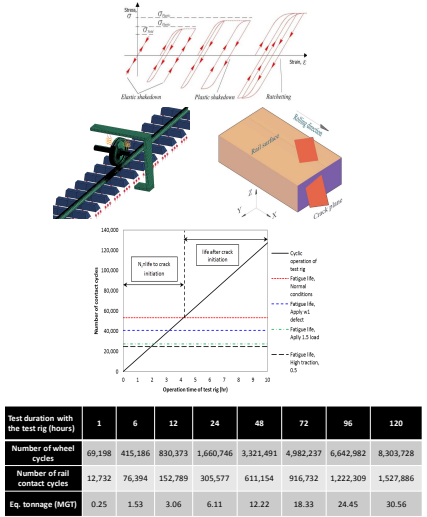 Stress,
σ
σPlastic
σElastic
Strain, ε
Elastic shakedown
Plastic shakedown
Ratcheting
Rolling direction
Rail surface
Crack plane
Z
Y
X
Number of contact cycles
140,000
120,000
100,000
80,000
60,000
40,000
20,000
0
0 1 2 3 4 5 6 7 8 9 10
Operation time of test rig (hr)
life to crack
initiation
life after crack
initiation
Cyclic
operation of
test rig
Fatigue life,
Normal
conditions
Fatigue life,
Apply w1
defect
Fatigue life,
Aplly 1.5 load
Fatigue life,
High traction,
0.5
Test duration with
the test rig (hours) 1 6 12 24 48 72 96 120
Number of wheel
cycles 69,198 415,186 830,373 1,660,746 3,321,491 4,982,237 6,642,982 8,303,728
Number of rail
contact cycles 12,732 76,394 152,789 305,577 611,154 916,732 1,222,309 1,527,886
Eq. tonnage (MGT) 0.25 1.53 3.06 6.11 12.22 18.33 24.45 30.56